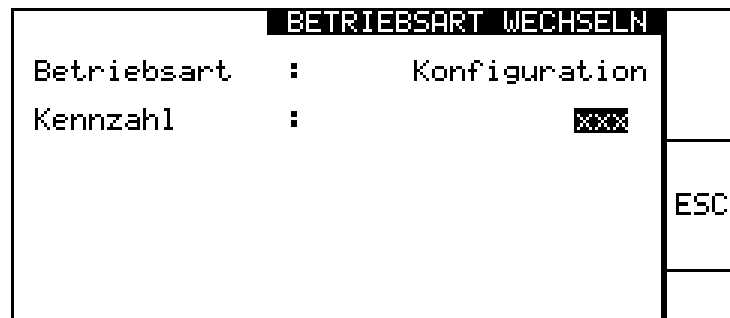 BETRIEBSART WECHSELN
Betriebsart : Konfiguration
Kennzahl : xxx
ESC